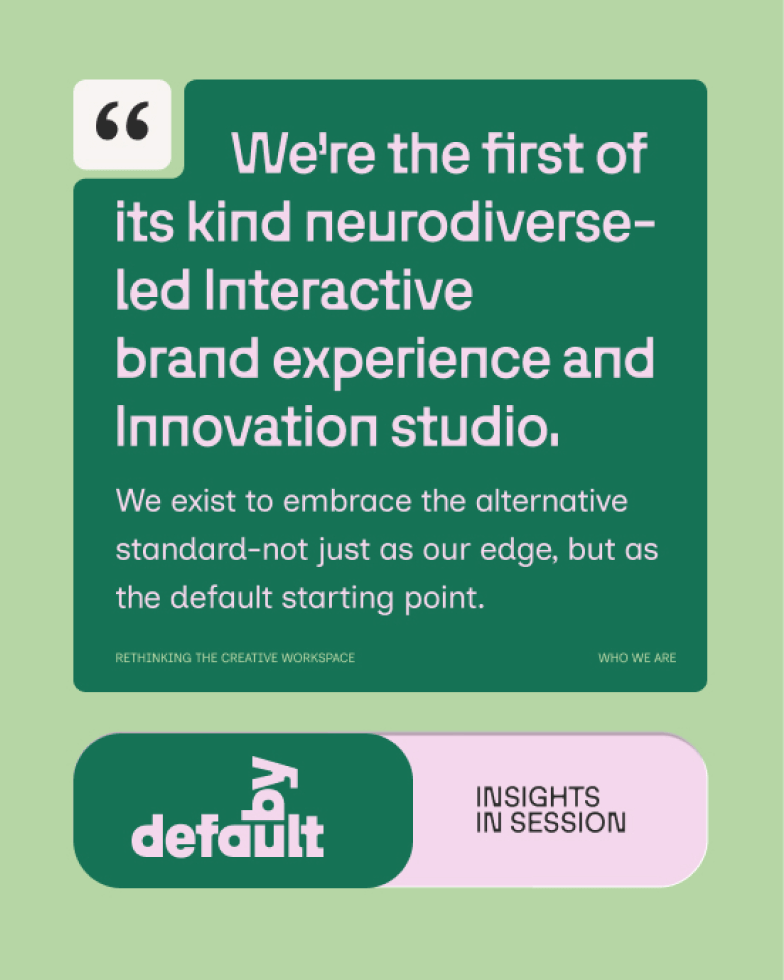 “
We're the first of
its kind neurodiverse-
led Interactive
brand experience and
Innovation studio.
We exist to embrace the alternative
standard–not just as our edge, but as
the default starting point.
RETHINKING THE CREATIVE WORKSPACE
WHO WE ARE
by
default
INSIGHTS
IN SESSION